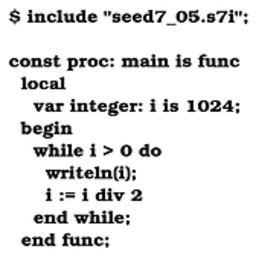 $ include "seed7_05.s7i";

const proc: main is func
  local
    var integer: i is 1024;
  begin
    while i > 0 do
      writeln(i);
      i := i div 2
    end while;
  end func;